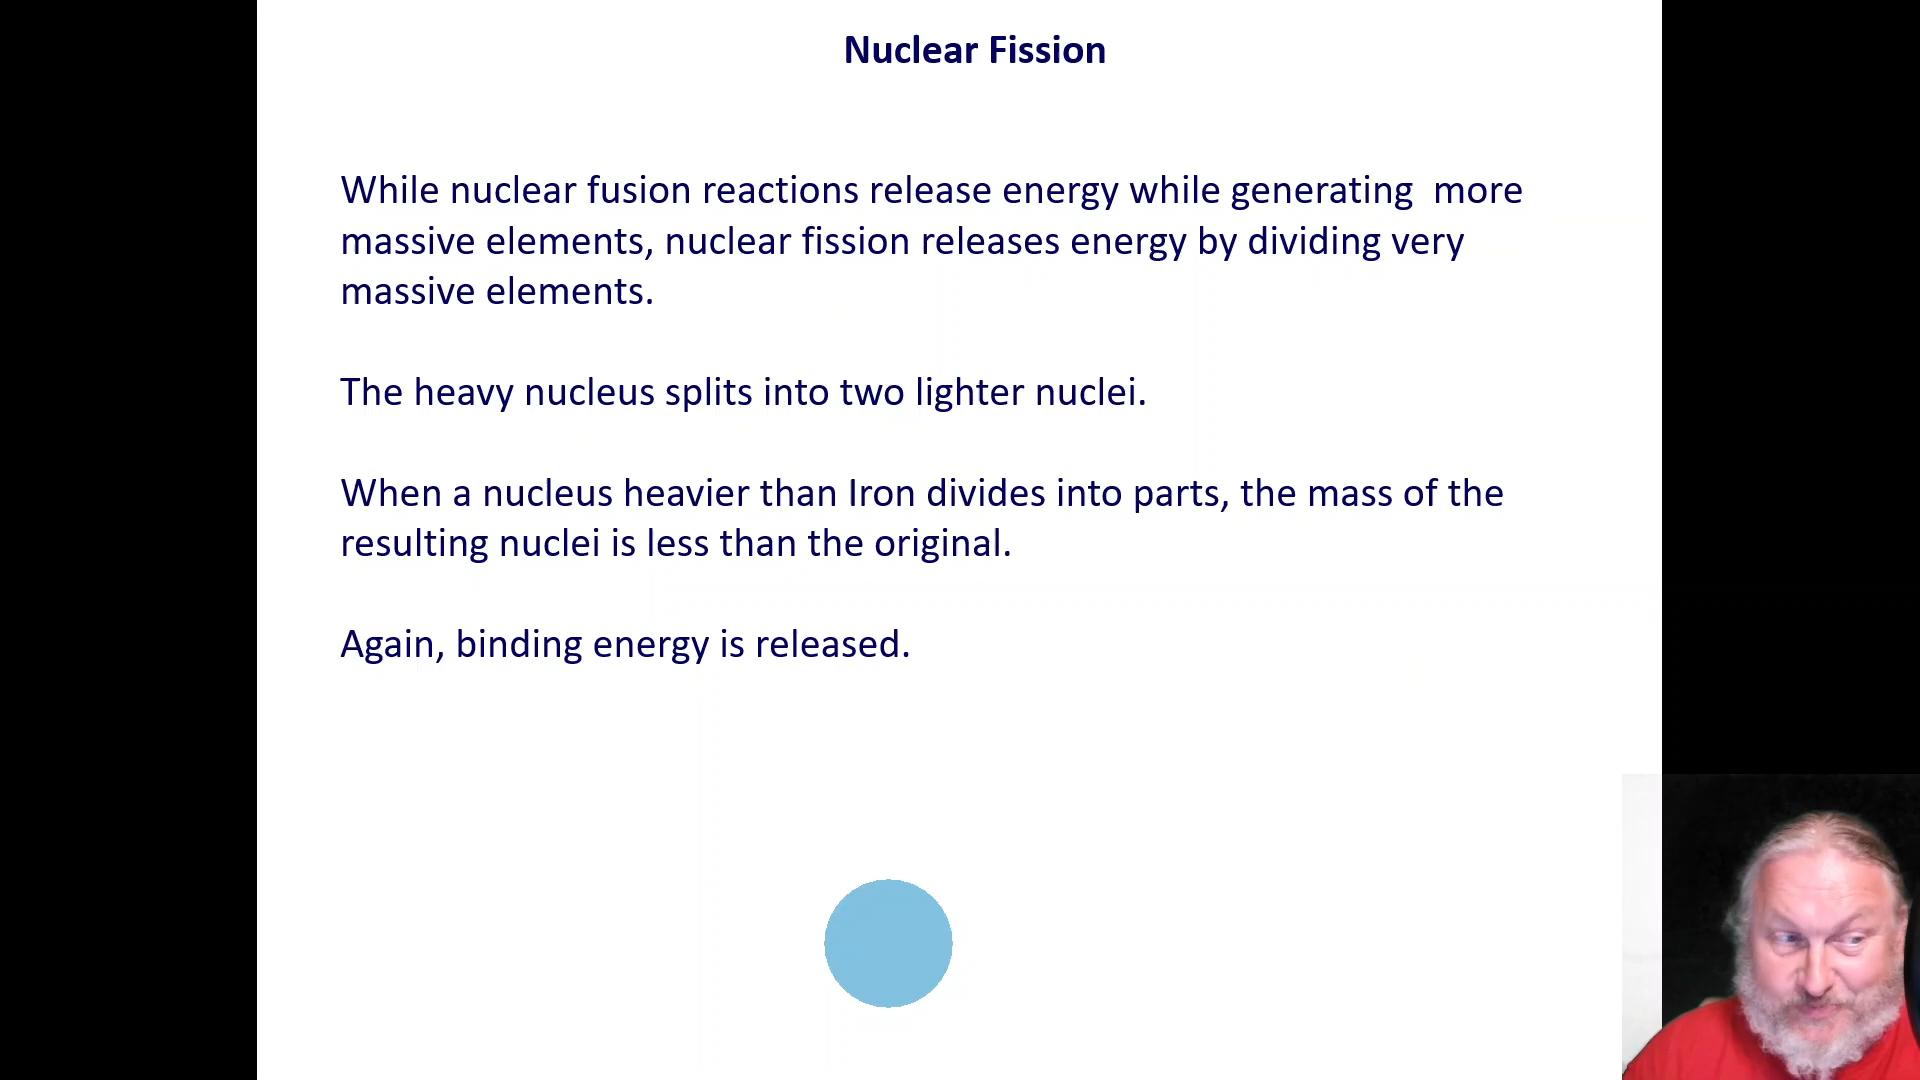 Nuclear Fission
While nuclear fusion reactions release energy while generating  more
massive elements, nuclear fission releases energy by dividing very
massive elements.
The heavy nucleus splits into two lighter nuclei.
When a nucleus heavier than Iron divides into parts, the mass of the
resulting nuclei is less than the original.
Again, binding energy is released.